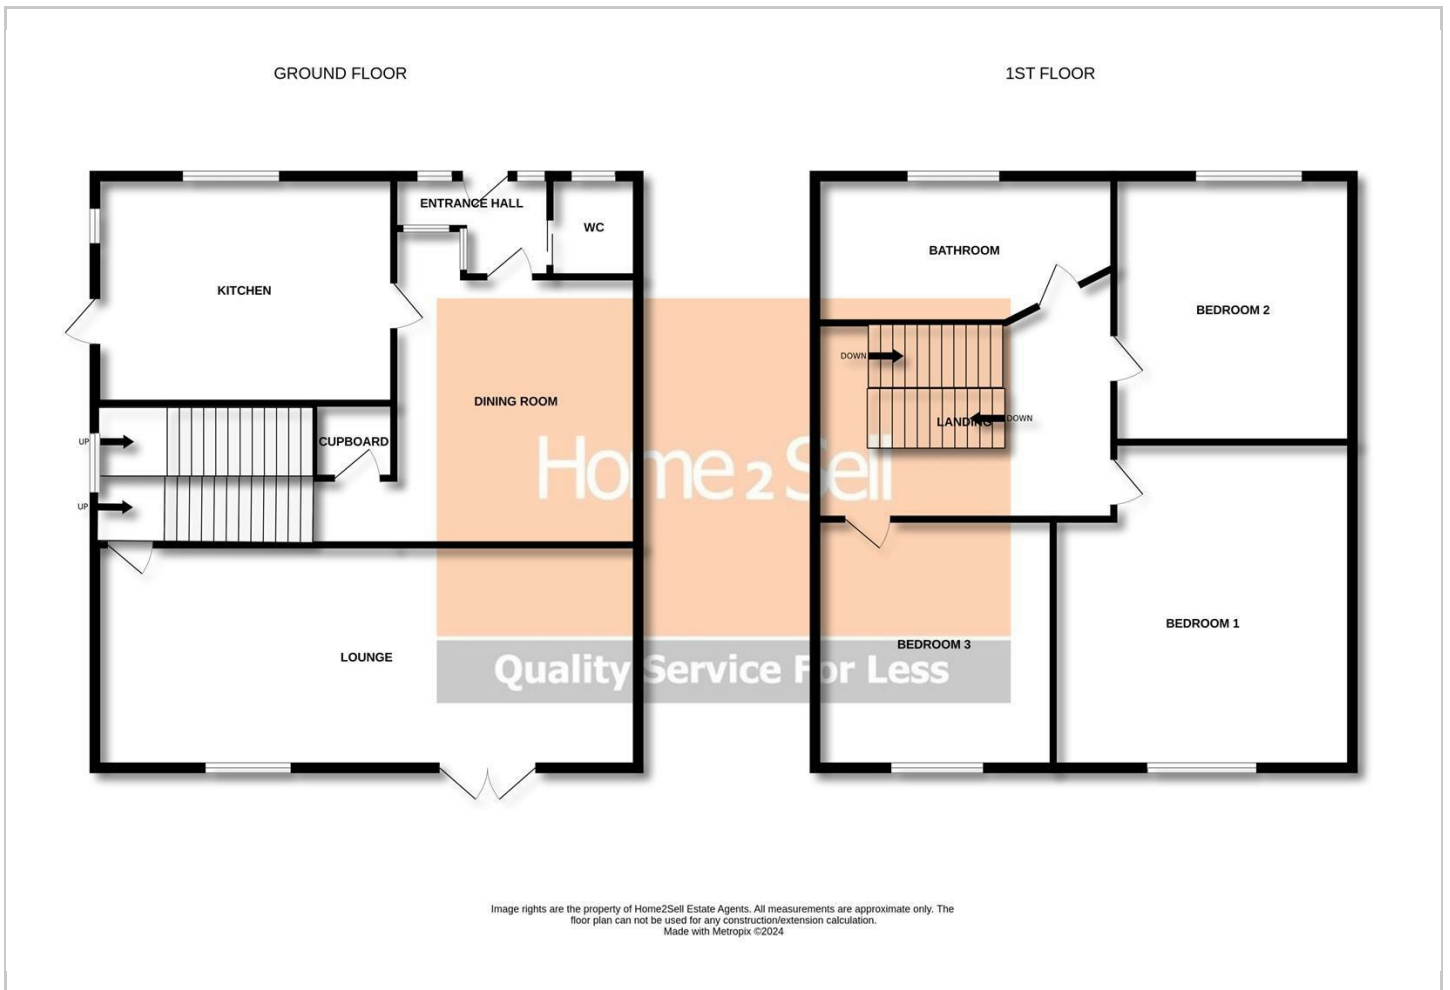 GROUND FLOOR
1ST FLOOR
ENTRANCE HALL
WC
KITCHEN
DINING ROOM
CUPBOARD
UP
UP
LOUNGE
BATHROOM
BEDROOM 2
DOWN
LANDING
DOWN
BEDROOM 1
BEDROOM 3
Home2Sell
Quality Service For Less
Image rights are the property of Home2Sell Estate Agents. All measurements are approximate only. The
floor plan can not be used for any construction/extension calculation.
Made with Metropix ©2024